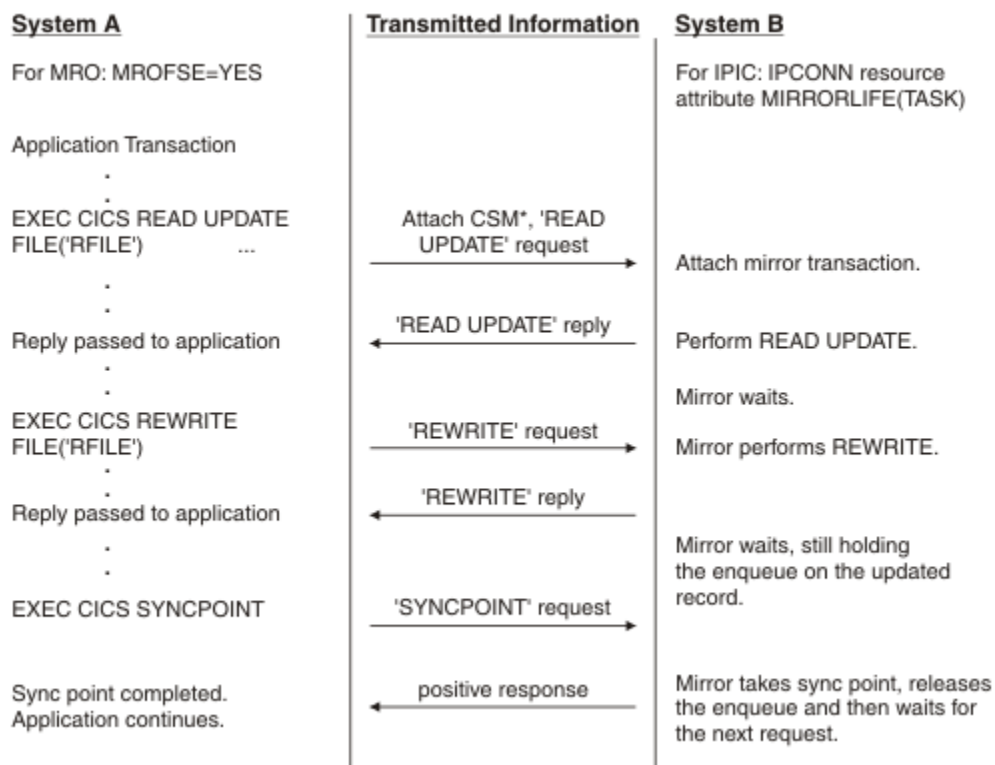 System A
Transmitted Information
System B
For MRO: MROFSE=YES
For IPIC: IPCONN resource
attribute MIRRORLIFE(TASK)
Application Transaction
.
.
EXEC CICS READ UPDATE
FILE('RFILE') ...
Attach CSM*, 'READ
UPDATE' request
Attach mirror transaction.
.
.
'READ UPDATE' reply
Reply passed to application
Perform READ UPDATE.
.
.
Mirror waits.
EXEC CICS REWRITE
FILE('RFILE')
'REWRITE' request
Mirror performs REWRITE.
.
.
'REWRITE' reply
Reply passed to application
.
.
Mirror waits, still holding
the enqueue on the updated
record.
EXEC CICS SYNCPOINT
'SYNCPOINT' request
Sync point completed.
Application continues.
positive response
Mirror takes sync point, releases
the enqueue and then waits for
the next request.